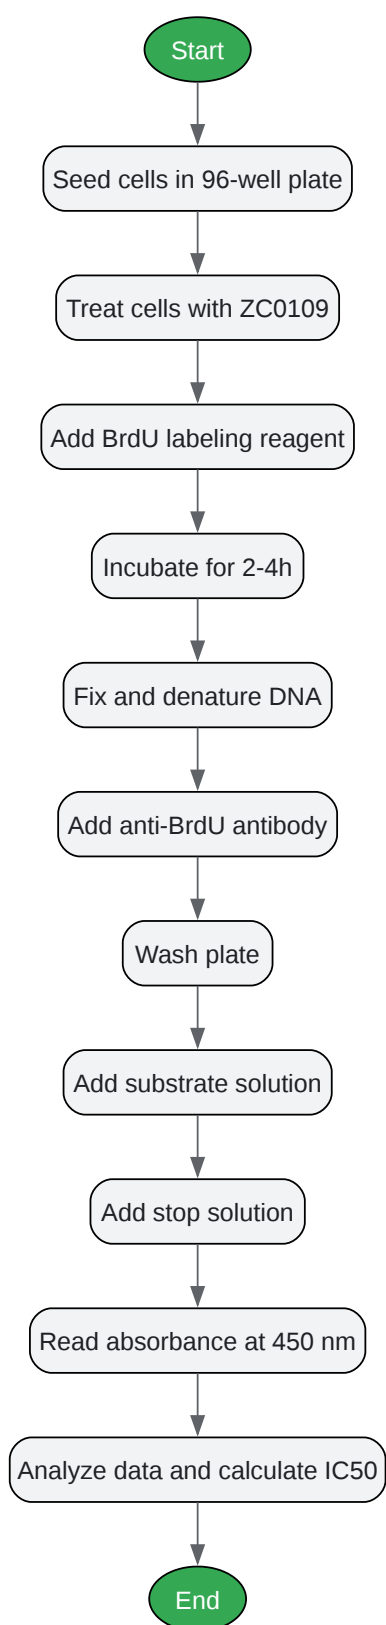 Start
Seed cells in 96-well plate
Treat cells with ZC0109
Add BrdU labeling reagent
Incubate for 2-4h
Fix and denature DNA
Add anti-BrdU antibody
Wash plate
Add substrate solution
Add stop solution
Read absorbance at 450 nm
Analyze data and calculate IC50
End